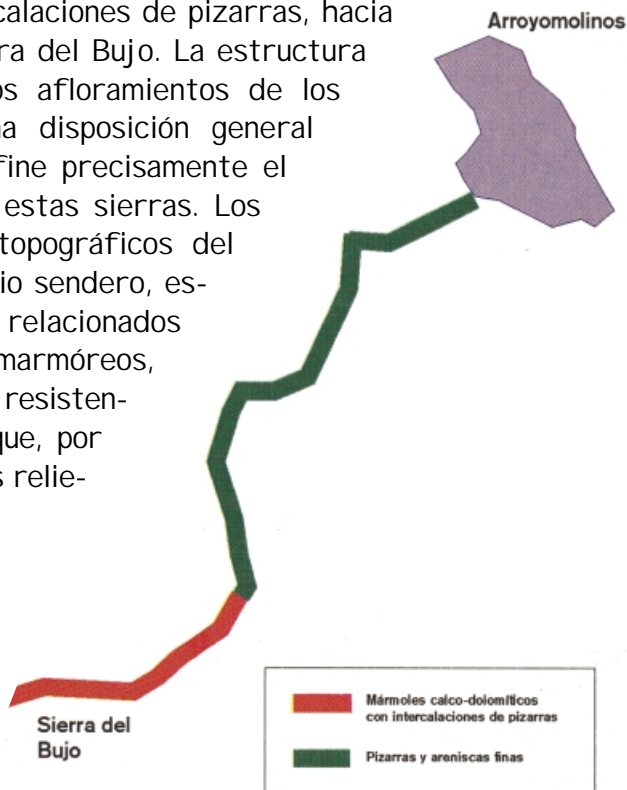 calaciones de pizarras, hacia
ra del Bujo. La estructura
os afloramientos de los
na disposición general
fine precisamente el
estas sierras. Los
topográficos del
io sendero, es-
relacionados
marmóreos,
resisten-
que, por
s relie-
Arroyomolinos
Sierra del
Bujo
Mármoles calco-dolomíticos
con intercalaciones de pizarras
Pizarras y areniscas finas